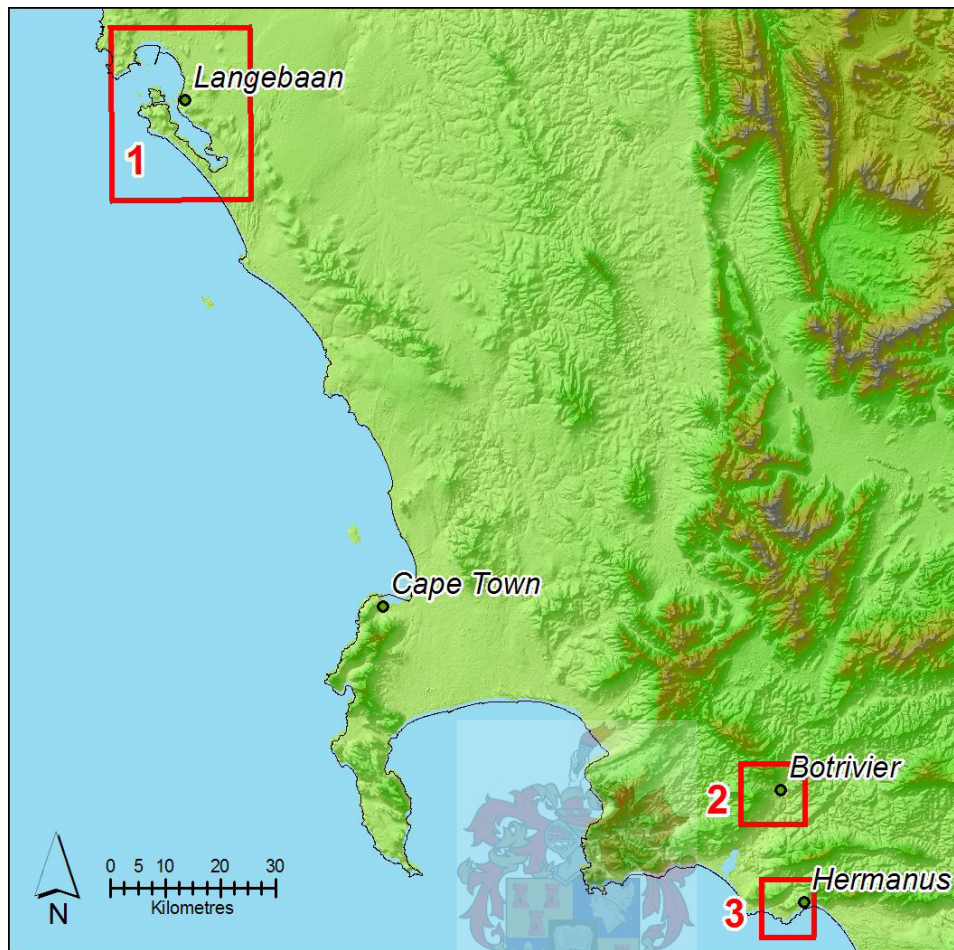 Langebaan
1
Cape Town
Botrivier
2
Hermanus
3
N
0 5 10 20 30
Kilometres